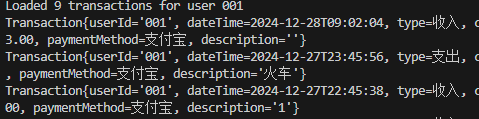 Loaded 9 transactions for user 001
Transaction{userId='001', dateTime=2024-12-28T09:02:04, type=收入, c
3.00, paymentMethod=支付宝, description=''}
Transaction{userId='001', dateTime=2024-12-27T23:45:56, type=支出, c
, paymentMethod=支付宝, description='火车'}
Transaction{userId='001', dateTime=2024-12-27T22:45:38, type=收入, c
00, paymentMethod=支付宝, description='1'}